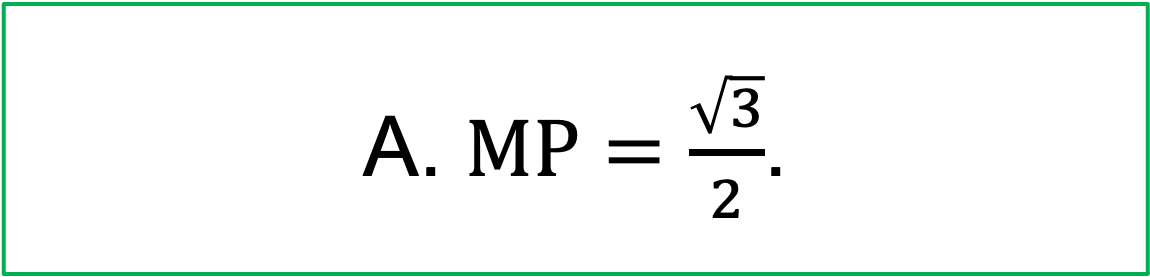 A. MP = √3/2.